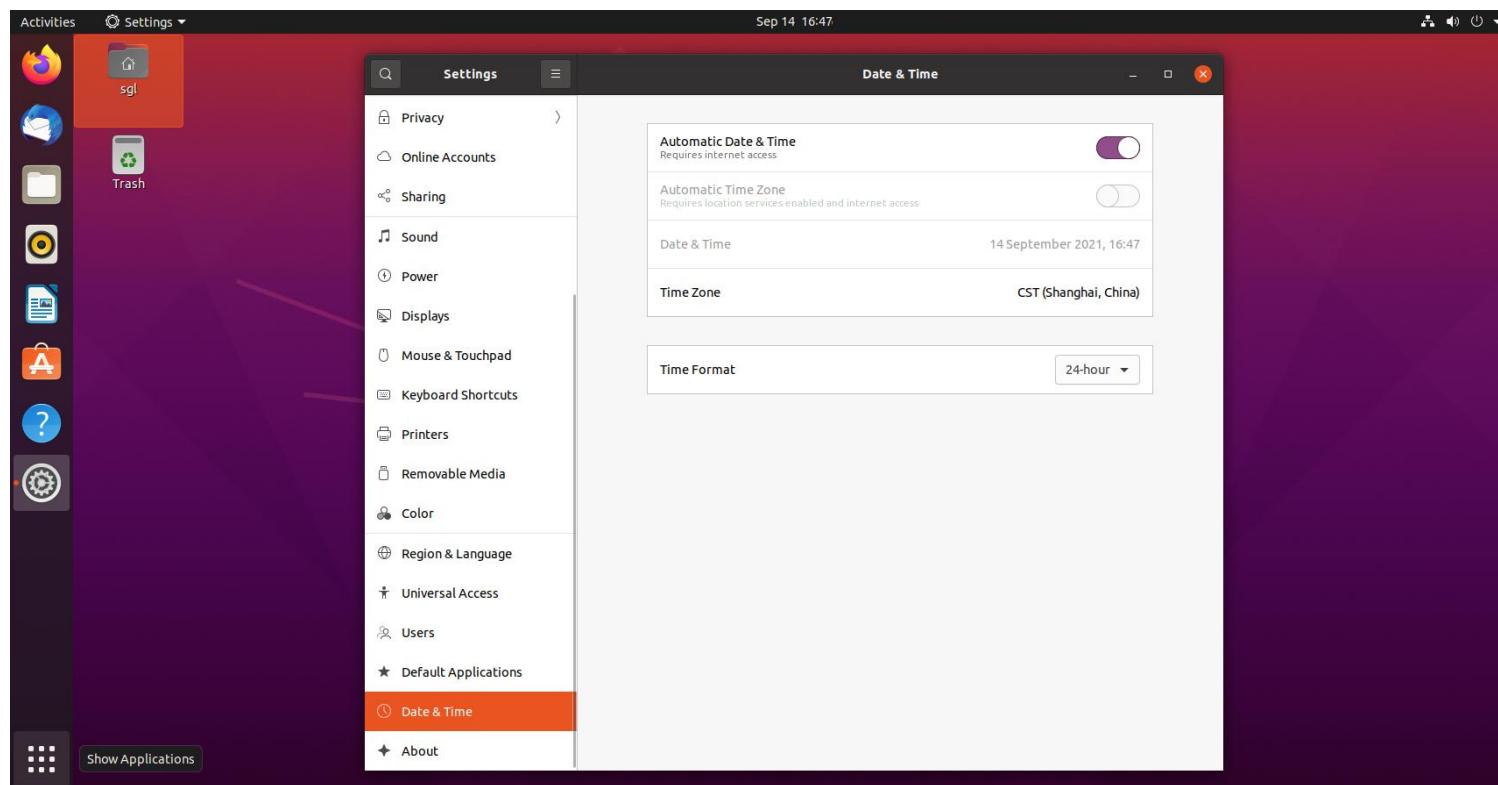 Activities
Settings
Sep 14 16:47
sgl
Trash
Show Applications
Settings
Privacy
Online Accounts
Sharing
Sound
Power
Displays
Mouse & Touchpad
Keyboard Shortcuts
Printers
Removable Media
Color
Region & Language
Universal Access
Users
Default Applications
Date & Time
About
Date & Time
Automatic Date & Time
Requires internet access
Automatic Time Zone
Requires location services enabled and internet access
Date & Time 14 September 2021, 16:47
Time Zone CST (Shanghai, China)
Time Format 24-hour